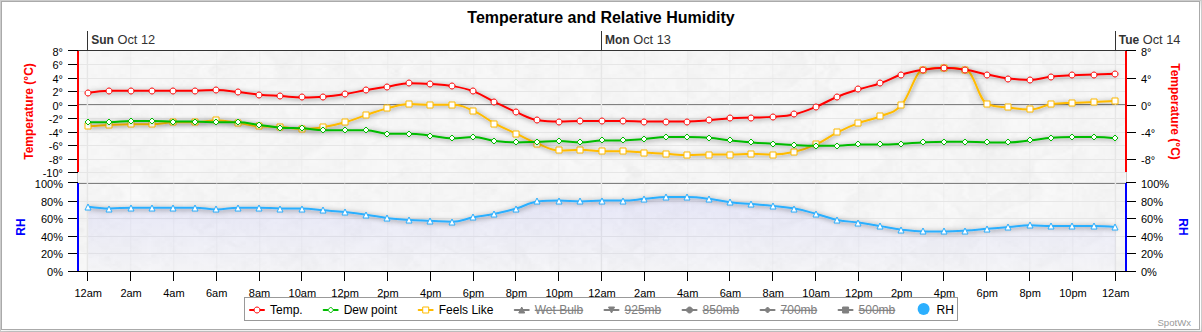 Temperature and Relative Humidity
Sun Oct 12 Mon Oct 13 Tue Oct 14
8° 8°
6°
4° 4°
2°
0° 0°
-2°
-4° -4°
-6°
-8° -8°
-10°
Temperature (°C) Temperature (°C)
100% 100%
80% 80%
60% 60%
40% 40%
20% 20%
0% 0%
RH RH
12am 2am 4am 6am 8am 10am 12pm 2pm 4pm 6pm 8pm 10pm 12am 2am 4am 6am 8am 10am 12pm 2pm 4pm 6pm 8pm 10pm 12am
Temp. Dew point Feels Like Wet Bulb 925mb 850mb 700mb 500mb RH
SpotWx